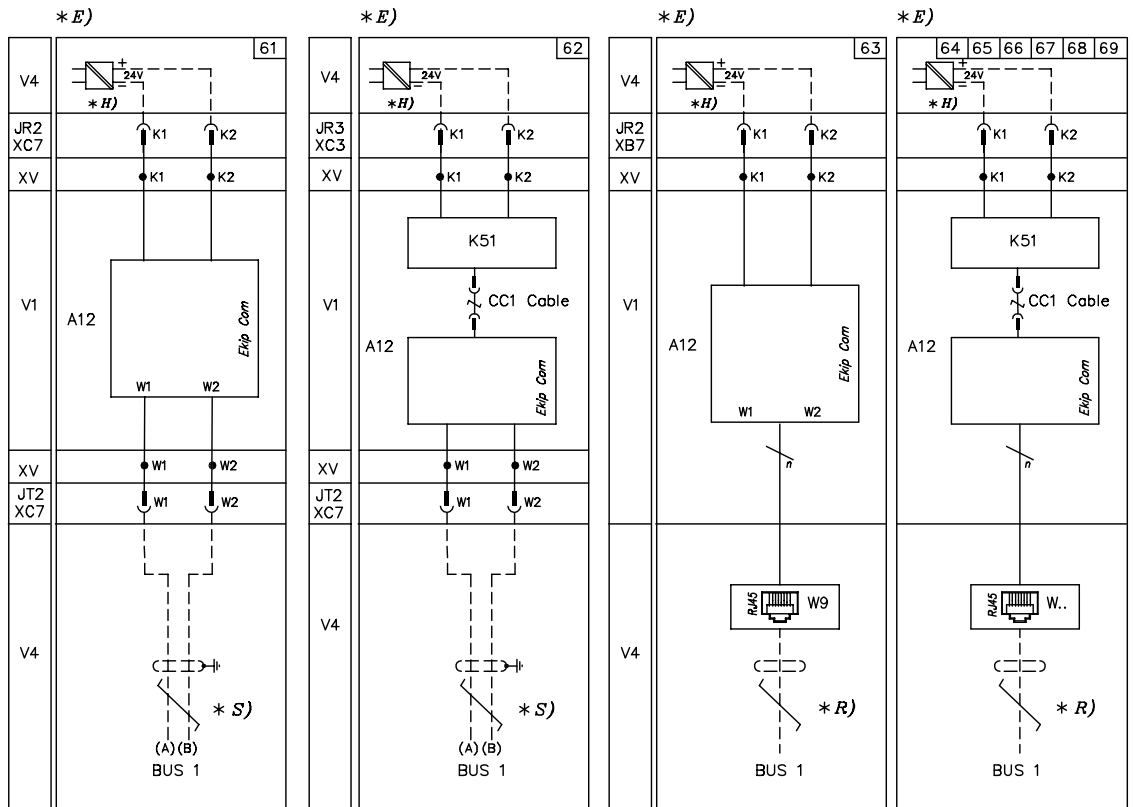 *E)
V4
61
+
24V
=
*H)
JR2
XC7
K1
K2
XV
K1
K2
V1
A12
Ekip Com
W1
W2
XV
W1
W2
JT2
XC7
W1
W2
V4
*S)
(A)(B)
BUS 1
*E)
V4
62
+
24V
=
*H)
JR3
XC3
K1
K2
XV
K1
K2
V1
K51
CC1 Cable
A12
Ekip Com
XV
W1
W2
JT2
XC7
W1
W2
V4
*S)
(A)(B)
BUS 1
*E)
V4
63
+
24V
=
*H)
JR2
XB7
K1
K2
XV
K1
K2
V1
A12
Ekip Com
W1
W2
n
V4
RJ45
W9
*R)
BUS 1
*E)
64 65 66 67 68 69
+
24V
=
*H)
K1
K2
K1
K2
K51
CC1 Cable
A12
Ekip Com
n
RJ45
W..
*R)
BUS 1